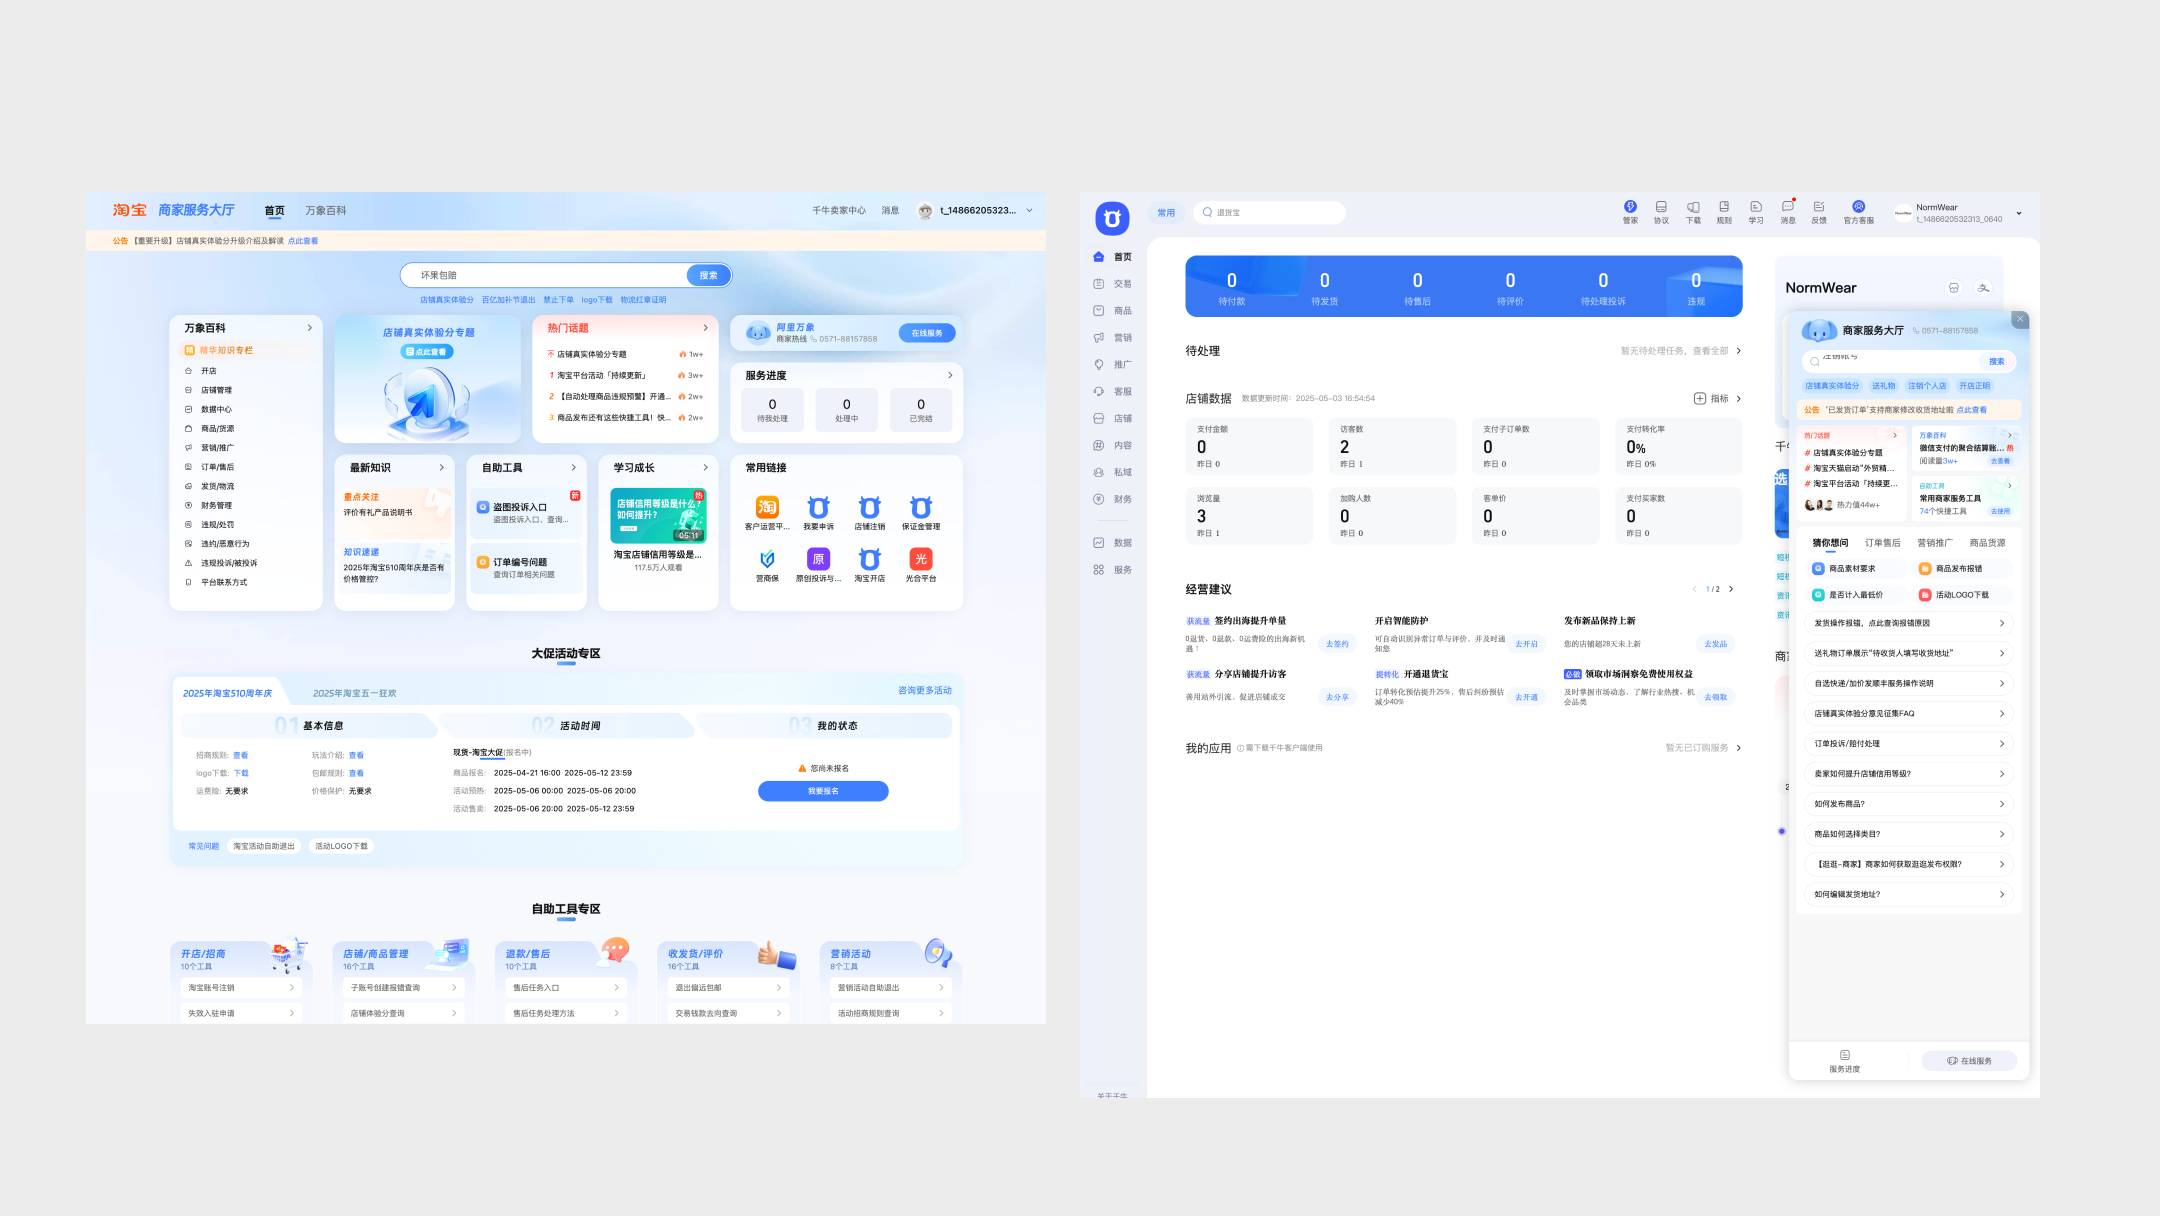 淘宝 商家服务大厅 首页 万象百科 千牛卖家中心 消息 t_14866205323...
公告 【重要升级】店铺真实体验分升级介绍及解读 点此查看
坏果包赔 搜索
店铺真实体验分 百亿加补节退出 禁止下单 logo下载 物流红章证明
万象百科
精 精华知识专栏
开店
店铺管理
数据中心
商品/货源
营销/推广
订单/售后
发货/物流
财务管理
违规/处罚
违约/恶意行为
违规投诉/被投诉
平台联系方式
店铺真实体验分专题
点此查看
热门话题
店铺真实体验分专题 1w+
1 淘宝平台活动「持续更新」 3w+
2 【自动处理商品违规预警】开通... 2w+
3 商品发布还有这些快捷工具！快... 2w+
阿里万象
商家热线 0571-88157858
在线服务
服务进度
0 0 0
待我处理 处理中 已完结
最新知识
重点关注
评价有礼产品说明书
知识速递
2025年淘宝510周年庆是否有
价格管控?
自助工具
新
盗图投诉入口
盗图投诉入口、查询...
订单编号问题
查询订单相关问题
学习成长
热
店铺信用等级是什么?
如何提升?
05:11
淘宝店铺信用等级是...
117.5万人观看
常用链接
淘
客户运营平... 我要申诉 店铺注销 保证金管理
原 光
营商保 原创投诉与... 淘宝开店 光合平台
大促活动专区
2025年淘宝510周年庆 2025年淘宝五一狂欢 咨询更多活动
01 基本信息 02 活动时间 03 我的状态
招商规则: 查看 玩法介绍: 查看
logo下载: 下载 包邮规则: 查看
运费险: 无要求 价格保护: 无要求
现货-淘宝大促(报名中)
商品报名: 2025-04-21 16:00 2025-05-12 23:59
活动预热: 2025-05-06 00:00 2025-05-06 20:00
活动售卖: 2025-05-06 20:00 2025-05-12 23:59
您尚未报名
我要报名
常见问题 淘宝活动自助退出 活动LOGO下载
自助工具专区
开店/招商
10个工具
淘宝账号注销
失效入驻申请
店铺/商品管理
16个工具
子账号创建报错查询
店铺体验分查询
退款/售后
10个工具
售后任务入口
售后任务处理方法
收发货/评价
16个工具
退出偏远包邮
交易钱款去向查询
营销活动
8个工具
营销活动自助退出
活动招商规则查询
常用 退货宝
管家 协议 下载 规则 学习 消息 反馈 官方客服
NormWear
t_1486620532313_0640
首页
交易
商品
营销
推广
客服
店铺
内容
私域
财务
数据
服务
关于千牛
0 0 0 0 0 0
待付款 待发货 待售后 待评价 待处理投诉 违规
待处理 暂无待处理任务，查看全部
店铺数据 数据更新时间：2025-05-03 16:54:54 指标
支付金额 访客数 支付子订单数 支付转化率
0 2 0 0%
昨日 0 昨日 1 昨日 0 昨日 0%
浏览量 加购人数 客单价 支付买家数
3 0 0 0
昨日 1 昨日 0 昨日 0 昨日 0
经营建议 1 / 2
获流量 签约出海提升单量
0退货、0退款、0运费险的出海新机
遇！
去签约
开启智能防护
可自动识别异常订单与评价，并及时通
知您
去开启
发布新品保持上新
您的店铺超28天未上新
去发品
获流量 分享店铺提升访客
善用站外引流，促进店铺成交
去分享
提转化 开通退货宝
订单转化预估提升25%，售后纠纷预估
减少40%
去开通
必做 领取市场洞察免费使用权益
及时掌握市场动态，了解行业热搜、机
会品类
去领取
我的应用 需下载千牛客户端使用 暂无已订购服务
NormWear
千牛
选
短视
短视
资讯
资讯
商家
2
商家服务大厅 0571-88157858
注销账号 搜索
店铺真实体验分 送礼物 注销个人店 开店正明
公告 '已发货订单'支持商家修改收货地址啦 点此查看
热门话题
# 店铺真实体验分专题
# 淘宝天猫启动“外贸精...
# 淘宝平台活动「持续更...
热力值44w+
万象百科
微信支付的聚合结算账... 热
阅读量3w+ 去查看
自助工具
常用商家服务工具
74个快捷工具 去使用
猜你想问 订单售后 营销推广 商品货源
商品素材要求 商品发布报错
是否计入最低价 活动LOGO下载
发货操作报错，点此查询报错原因
送礼物订单展示“待收货人填写收货地址”
自选快递/加价发顺丰服务操作说明
店铺真实体验分意见征集FAQ
订单投诉/赔付处理
卖家如何提升店铺信用等级?
如何发布商品?
商品如何选择类目?
【逛逛-商家】商家如何获取逛逛发布权限?
如何编辑发货地址?
服务进度 在线服务